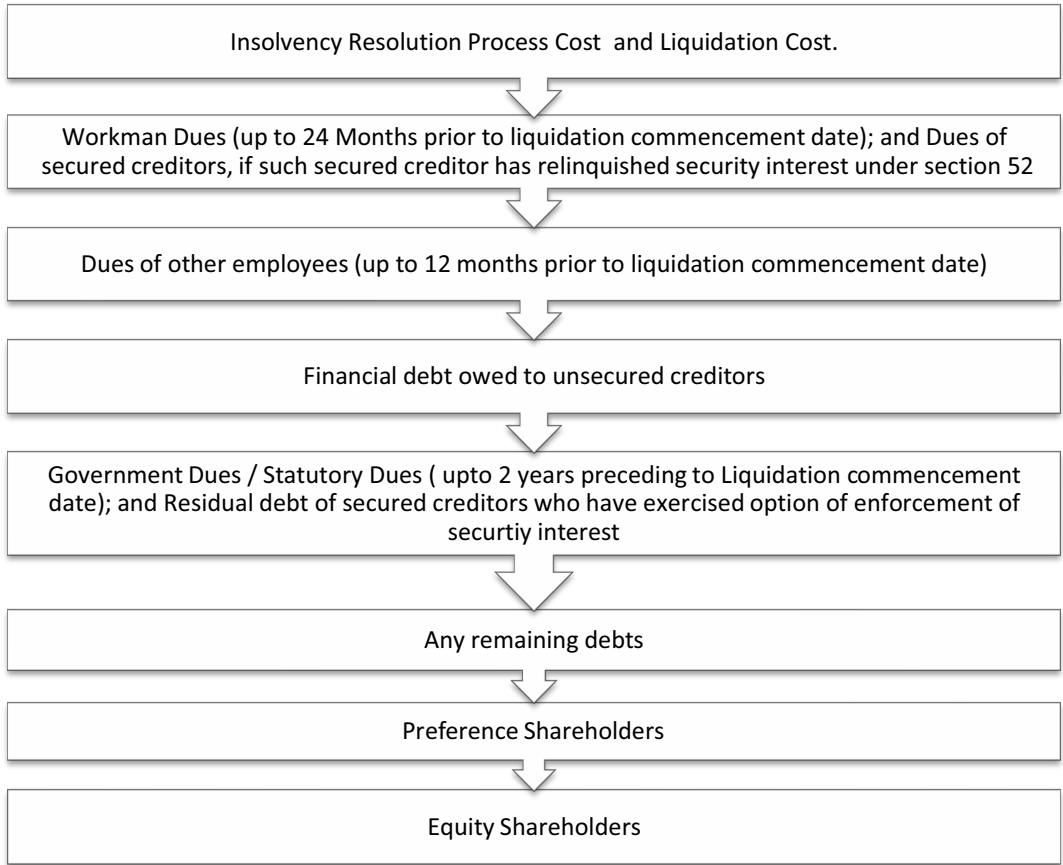 Insolvency Resolution Process Cost and Liquidation Cost.
Workman Dues (up to 24 Months prior to liquidation commencement date); and Dues of
secured creditors, if such secured creditor has relinquished security interest under section 52
Dues of other employees (up to 12 months prior to liquidation commencement date)
Financial debt owed to unsecured creditors
Government Dues / Statutory Dues ( upto 2 years preceding to Liquidation commencement
date); and Residual debt of secured creditors who have exercised option of enforcement of
securtiy interest
Any remaining debts
Preference Shareholders
Equity Shareholders